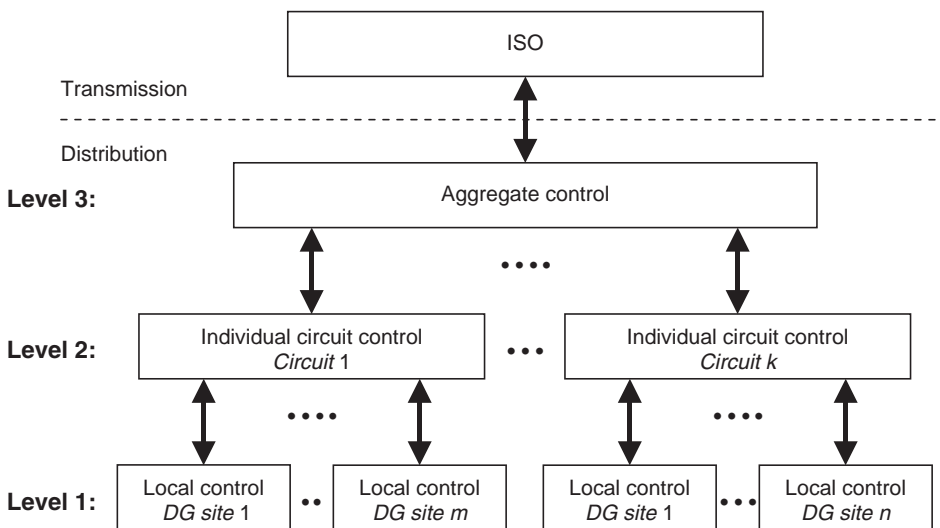 ISO
Transmission
Distribution
Level 3:
Aggregate control
Level 2:
Individual circuit control
Circuit 1
Individual circuit control
Circuit k
Level 1:
Local control
DG site 1
Local control
DG site m
Local control
DG site 1
Local control
DG site n